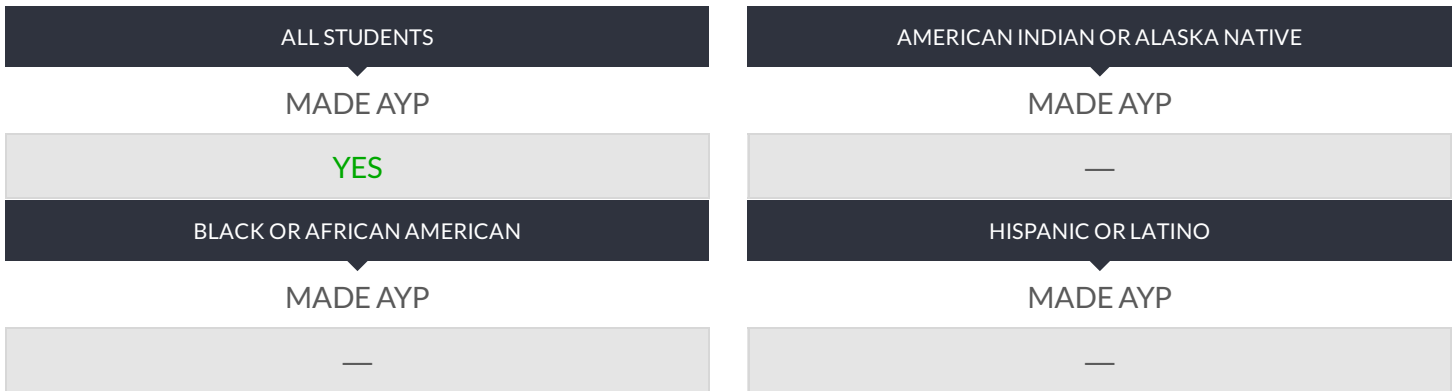 ALL STUDENTS
MADE AYP
YES
AMERICAN INDIAN OR ALASKA NATIVE
MADE AYP
—
BLACK OR AFRICAN AMERICAN
MADE AYP
—
HISPANIC OR LATINO
MADE AYP
—